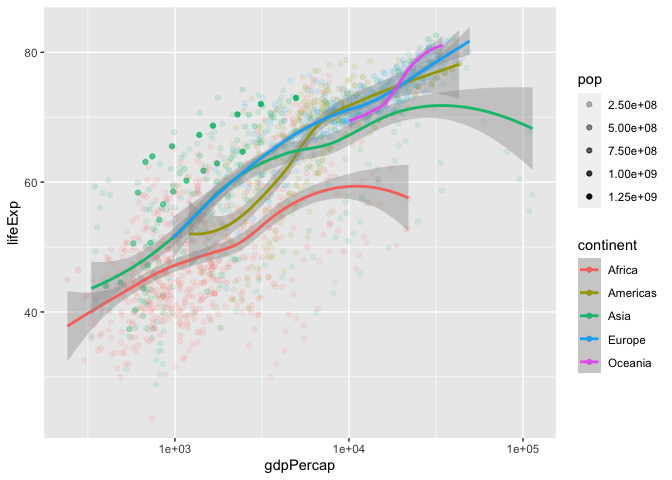 80
60
40
lifeExp
1e+03
1e+04
1e+05
gdpPercap
pop
2.50e+08
5.00e+08
7.50e+08
1.00e+09
1.25e+09
continent
Africa
Americas
Asia
Europe
Oceania